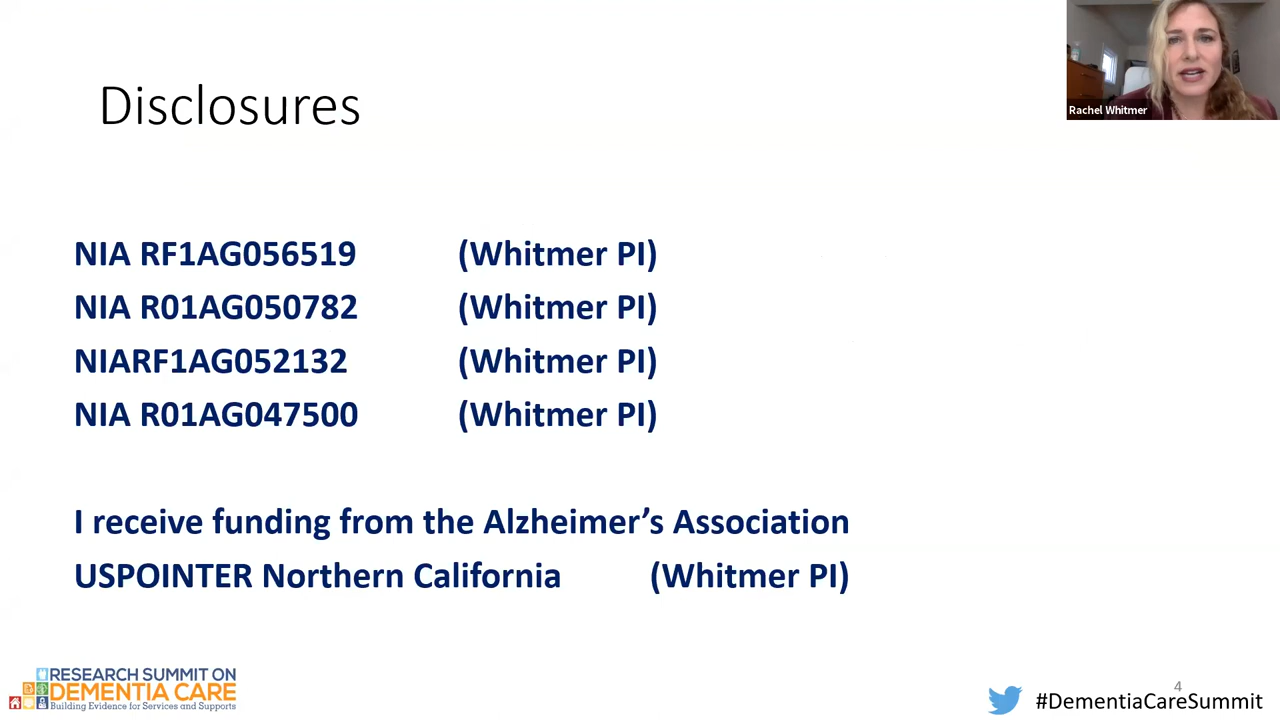 Disclosures
Rachel Whitmer
NIA RF1AG056519 (Whitmer PI)
NIA R01AG050782 (Whitmer PI)
NIARF1AG052132 (Whitmer PI)
NIA R01AG047500 (Whitmer PI)
I receive funding from the Alzheimer’s Association
USPOINTER Northern California (Whitmer PI)
RESEARCH SUMMIT ON
DEMENTIA CARE
Building Evidence for Services and Supports
4
#DementiaCareSummit